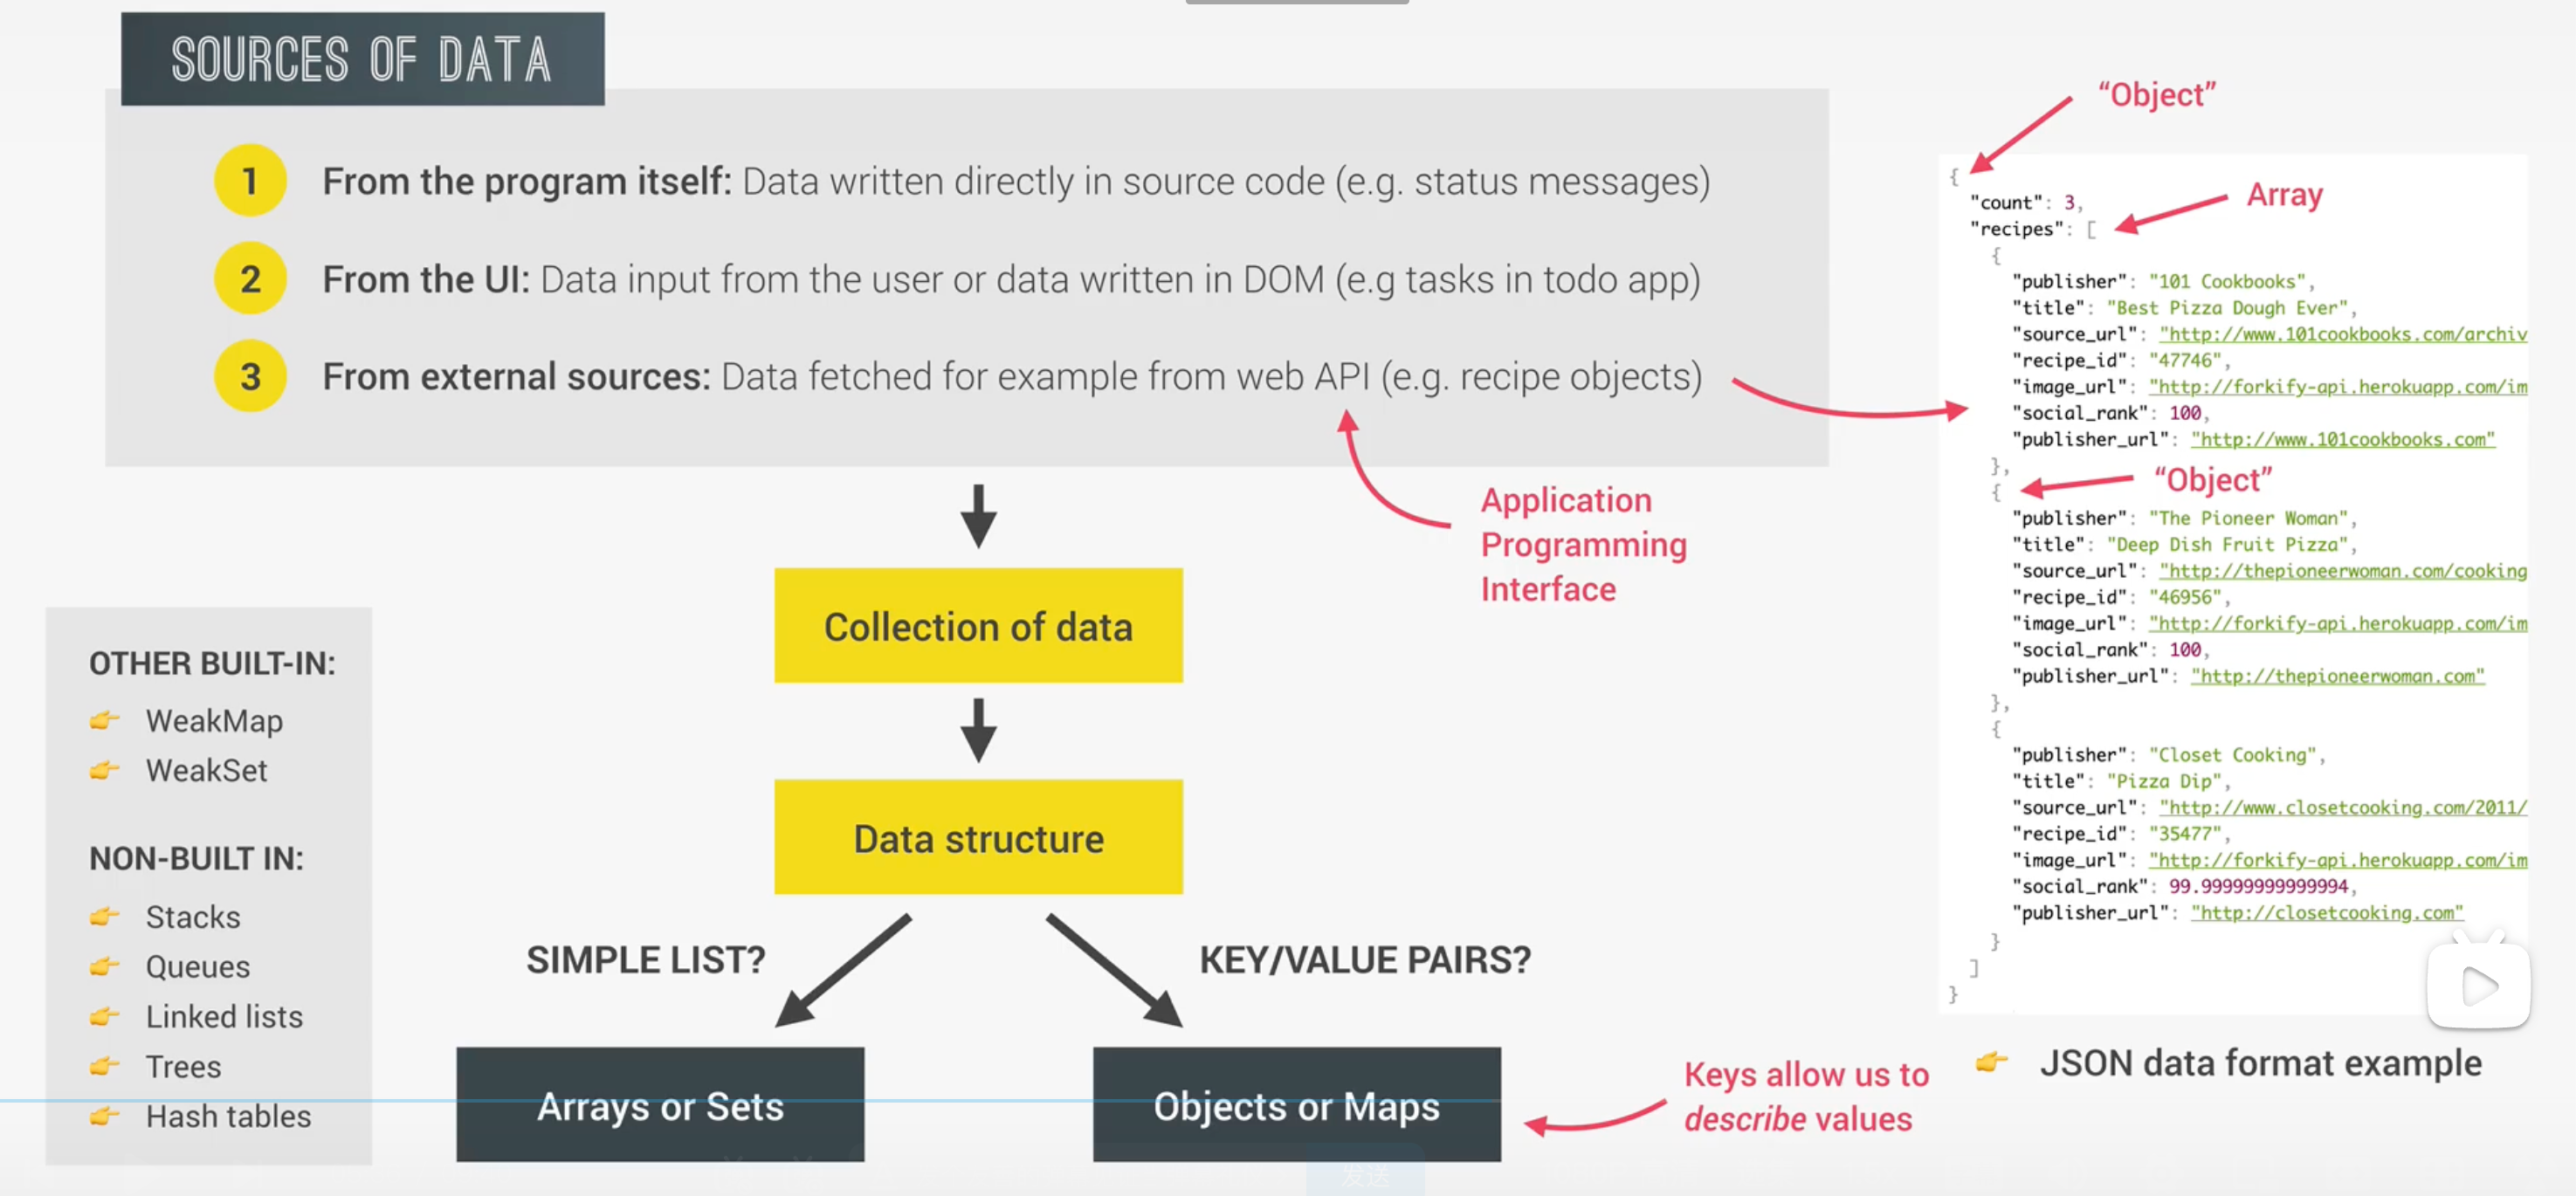 SOURCES OF DATA
1 From the program itself: Data written directly in source code (e.g. status messages)
2 From the UI: Data input from the user or data written in DOM (e.g tasks in todo app)
3 From external sources: Data fetched for example from web API (e.g. recipe objects)
Application
Programming
Interface
Collection of data
Data structure
SIMPLE LIST?
KEY/VALUE PAIRS?
Arrays or Sets
Objects or Maps
Keys allow us to
describe values
OTHER BUILT-IN:
👉 WeakMap
👉 WeakSet
NON-BUILT IN:
👉 Stacks
👉 Queues
👉 Linked lists
👉 Trees
👉 Hash tables
“Object”
{
Array
"count": 3,
"recipes": [
{
"publisher": "101 Cookbooks",
"title": "Best Pizza Dough Ever",
"source_url": "http://www.101cookbooks.com/archiv
"recipe_id": "47746",
"image_url": "http://forkify-api.herokuapp.com/im
"social_rank": 100,
"publisher_url": "http://www.101cookbooks.com"
},
{ “Object”
"publisher": "The Pioneer Woman",
"title": "Deep Dish Fruit Pizza",
"source_url": "http://thepioneerwoman.com/cooking
"recipe_id": "46956",
"image_url": "http://forkify-api.herokuapp.com/im
"social_rank": 100,
"publisher_url": "http://thepioneerwoman.com"
},
{
"publisher": "Closet Cooking",
"title": "Pizza Dip",
"source_url": "http://www.closetcooking.com/2011/
"recipe_id": "35477",
"image_url": "http://forkify-api.herokuapp.com/im
"social_rank": 99.99999999999994,
"publisher_url": "http://closetcooking.com"
}
]
}
👉 JSON data format example
发送